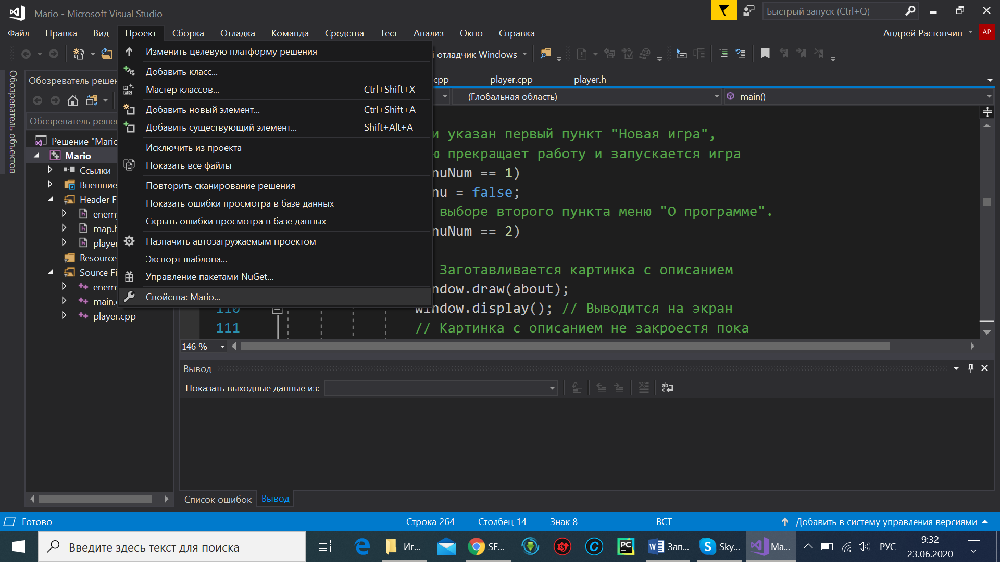 Mario - Microsoft Visual Studio
Быстрый запуск (Ctrl+Q)
Файл Правка Вид Проект Сборка Отладка Команда Средства Тест Анализ Окно Справка
Андрей Растопчин AP
отладчик Windows
Изменить целевую платформу решения
Добавить класс...
Мастер классов... Ctrl+Shift+X
Добавить новый элемент... Ctrl+Shift+A
Добавить существующий элемент... Shift+Alt+A
Исключить из проекта
Показать все файлы
Повторить сканирование решения
Показать ошибки просмотра в базе данных
Скрыть ошибки просмотра в базе данных
Назначить автозагружаемым проектом
Экспорт шаблона...
Управление пакетами NuGet...
Свойства: Mario...
Обозреватель объектов
Обозреватель решен
Обозреватель решен
Решение "Mario
Mario
Ссылки
Внешние
Header F
enemy
map.h
player
Resource
Source Fi
enemy
main.c
player.cpp
cpp player.cpp player.h
(Глобальная область) main()
и указан первый пункт "Новая игра",
ю прекращает работу и запускается игра
nuNum == 1)
nu = false;
выборе второго пункта меню "О программе".
nuNum == 2)
Заготавливается картинка с описанием
ndow.draw(about);
110 window.display(); // Выводится на экран
111 // Картинка с описанием не закроестя пока
146 %
Вывод
Показать выходные данные из:
Список ошибок Вывод
Готово Строка 264 Столбец 14 Знак 8 ВСТ Добавить в систему управления версиями
Введите здесь текст для поиска
Иг... SF... PC W Зап... S Sky... Ma...
РУС
9:32
23.06.2020